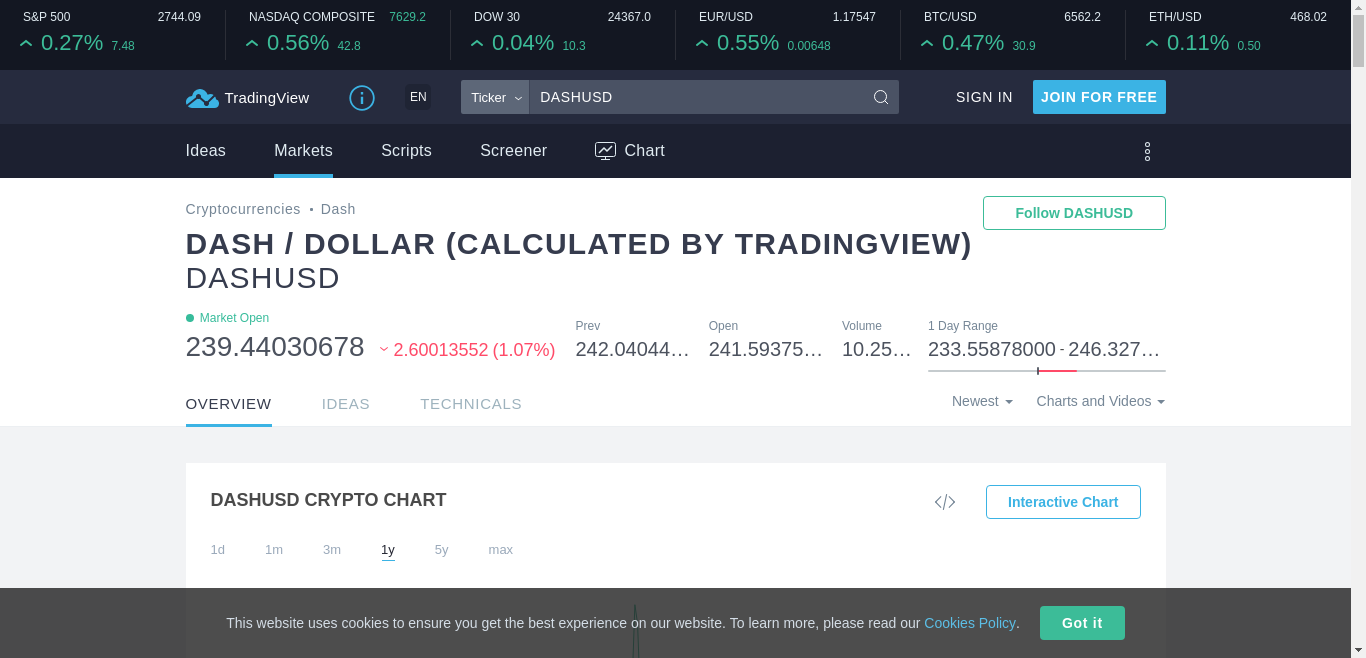 S&P 500 2744.09
0.27% 7.48
NASDAQ COMPOSITE 7629.2
0.56% 42.8
DOW 30 24367.0
0.04% 10.3
EUR/USD 1.17547
0.55% 0.00648
BTC/USD 6562.2
0.47% 30.9
ETH/USD 468.02
0.11% 0.50
TradingView
EN
Ticker
DASHUSD
SIGN IN
JOIN FOR FREE
Ideas
Markets
Scripts
Screener
Chart
Cryptocurrencies • Dash
Follow DASHUSD
DASH / DOLLAR (CALCULATED BY TRADINGVIEW)
DASHUSD
Market Open
239.44030678
2.60013552 (1.07%)
Prev
242.04044…
Open
241.59375…
Volume
10.25…
1 Day Range
233.55878000 - 246.327…
OVERVIEW
IDEAS
TECHNICALS
Newest
Charts and Videos
DASHUSD CRYPTO CHART
Interactive Chart
1d 1m 3m 1y 5y max
This website uses cookies to ensure you get the best experience on our website. To learn more, please read our Cookies Policy.
Got it